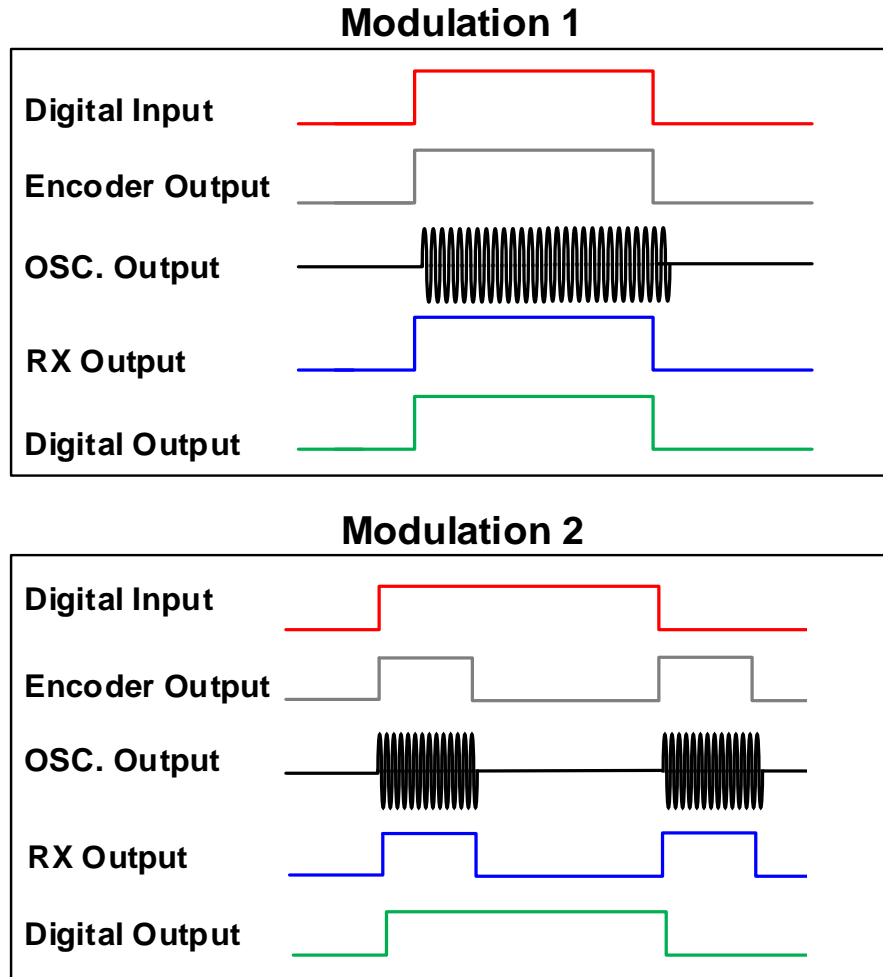 Modulation 1
Digital Input
Encoder Output
OSC. Output
RX Output
Digital Output
Modulation 2
Digital Input
Encoder Output
OSC. Output
RX Output
Digital Output